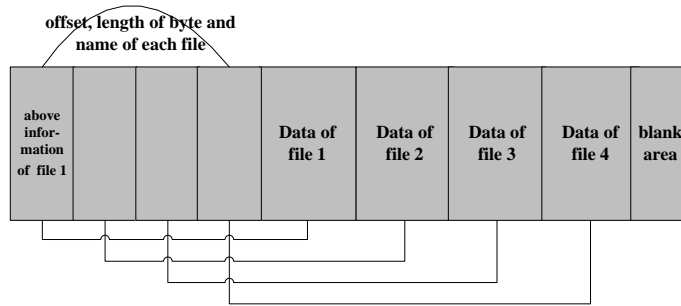 offset, length of byte and
name of each file
above
infor-
mation
of file 1
Data of
file 1
Data of
file 2
Data of
file 3
Data of
file 4
blank
area